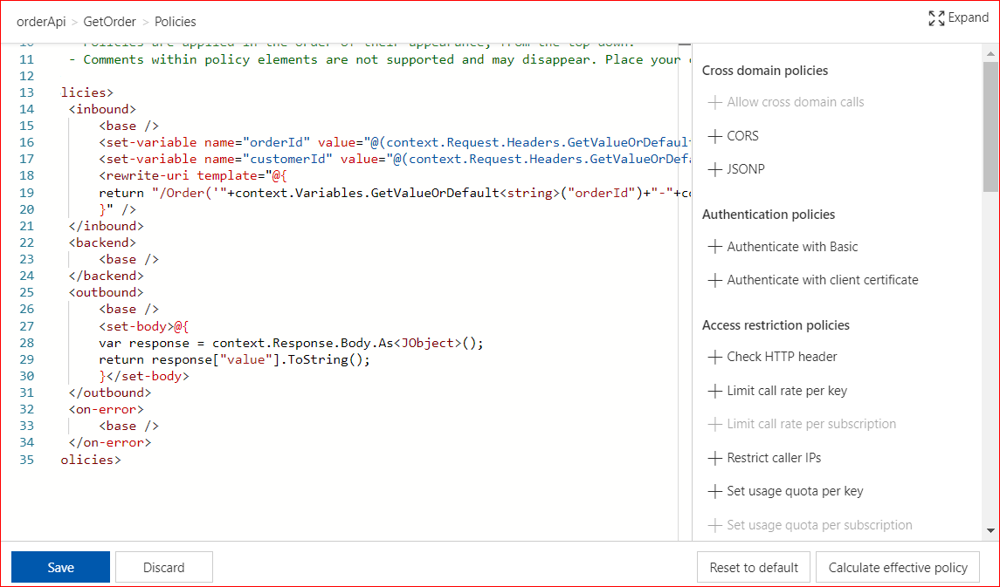 orderApi > GetOrder > Policies
Expand
10 - Policies are applied in the order of their appearance, from the top down.
11 - Comments within policy elements are not supported and may disappear. Place your
12
13 licies>
14 <inbound>
15 <base />
16 <set-variable name="orderId" value="@(context.Request.Headers.GetValueOrDefault
17 <set-variable name="customerId" value="@(context.Request.Headers.GetValueOrDefa
18 <rewrite-uri template="@{
19 return "/Order('"+context.Variables.GetValueOrDefault<string>("orderId")+"-"+co
20 }" />
21 </inbound>
22 <backend>
23 <base />
24 </backend>
25 <outbound>
26 <base />
27 <set-body>@{
28 var response = context.Response.Body.As<JObject>();
29 return response["value"].ToString();
30 }</set-body>
31 </outbound>
32 <on-error>
33 <base />
34 </on-error>
35 olicies>
Cross domain policies
+ Allow cross domain calls
+ CORS
+ JSONP
Authentication policies
+ Authenticate with Basic
+ Authenticate with client certificate
Access restriction policies
+ Check HTTP header
+ Limit call rate per key
+ Limit call rate per subscription
+ Restrict caller IPs
+ Set usage quota per key
+ Set usage quota per subscription
Save
Discard
Reset to default
Calculate effective policy